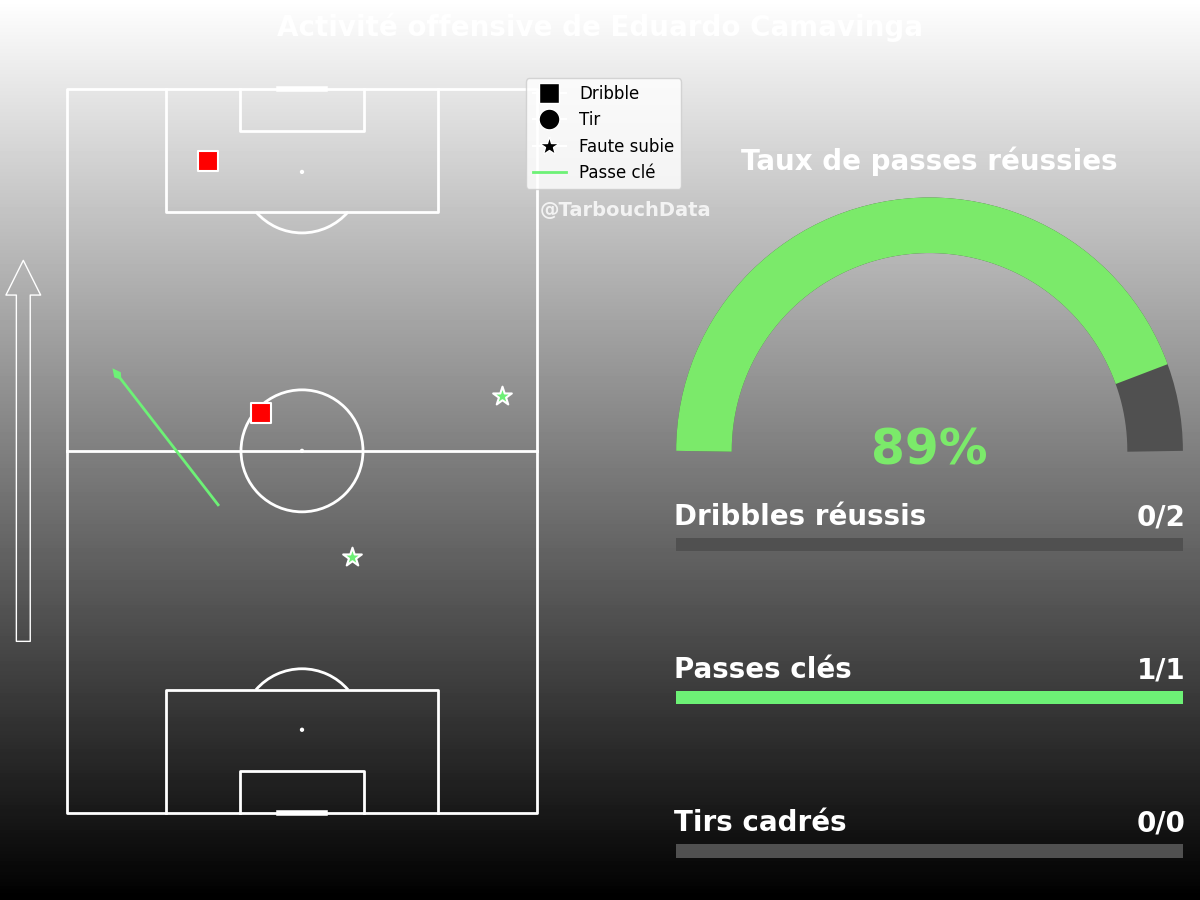 Activité offensive de Eduardo Camavinga
Dribble
Tir
Faute subie
Passe clé
@TarbouchData
Taux de passes réussies
89%
Dribbles réussis 0/2
Passes clés 1/1
Tirs cadrés 0/0